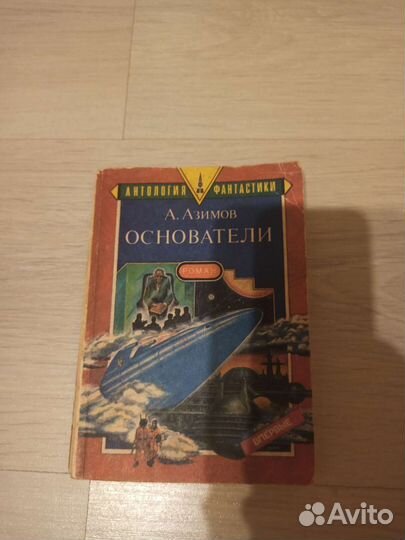 АНТОЛОГИЯ ФАНТАСТИКИ
А. АЗИМОВ
ОСНОВАТЕЛИ
РОМАН
ВПЕРВЫЕ
Avito